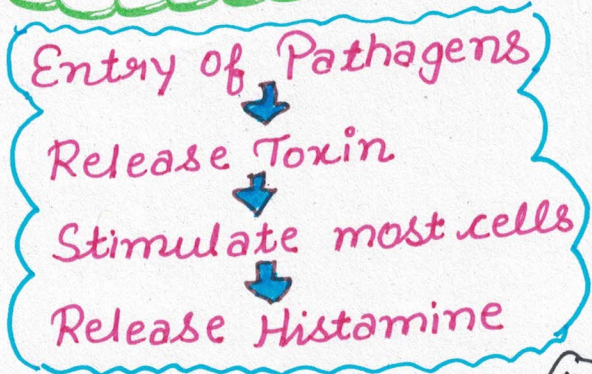 Entry of Pathagens
Release Toxin
Stimulate most cells
Release Histamine